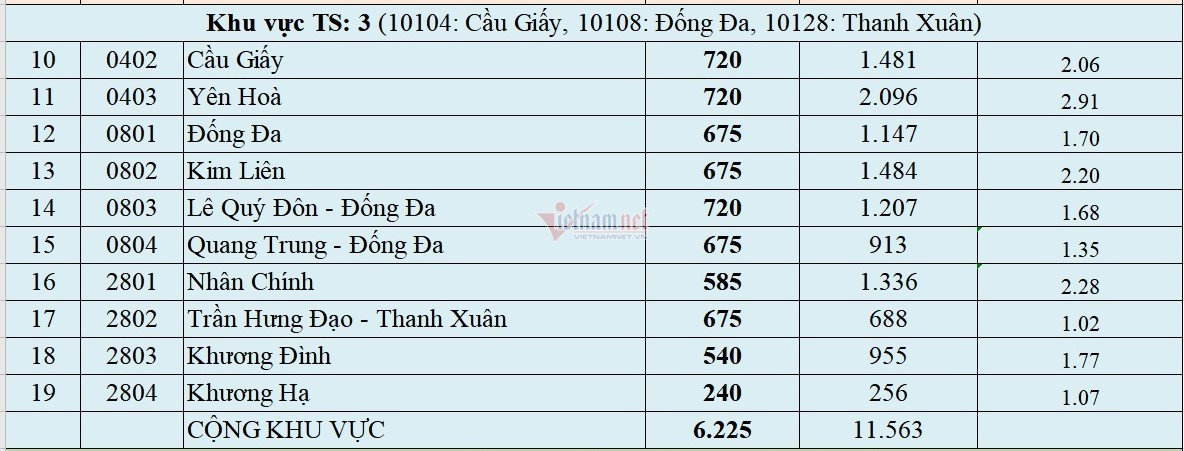 Khu vực TS: 3 (10104: Cầu Giấy, 10108: Đống Đa, 10128: Thanh Xuân)
10 0402 Cầu Giấy 720 1.481 2.06
11 0403 Yên Hoà 720 2.096 2.91
12 0801 Đống Đa 675 1.147 1.70
13 0802 Kim Liên 675 1.484 2.20
14 0803 Lê Quý Đôn - Đống Đa 720 1.207 1.68
15 0804 Quang Trung - Đống Đa 675 913 1.35
16 2801 Nhân Chính 585 1.336 2.28
17 2802 Trần Hưng Đạo - Thanh Xuân 675 688 1.02
18 2803 Khương Đình 540 955 1.77
19 2804 Khương Hạ 240 256 1.07
CỘNG KHU VỰC 6.225 11.563
Vietnam.net
VIETNAMNET.VN